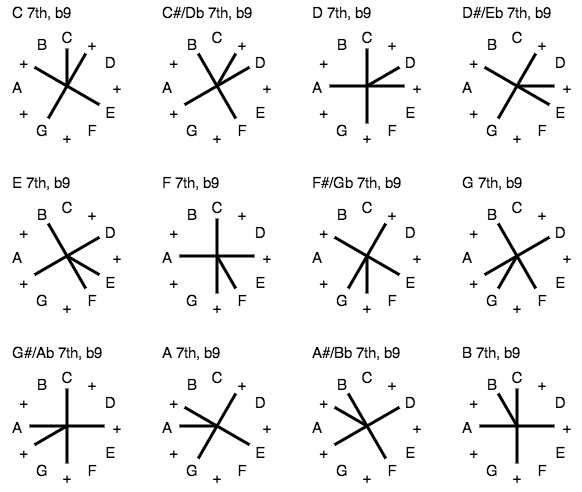 C 7th, b9
B C +
+ D
A +
+ E
G + F
C#/Db 7th, b9
B C +
+ D
A +
+ E
G + F
D 7th, b9
B C +
+ D
A +
+ E
G + F
D#/Eb 7th, b9
B C +
+ D
A +
+ E
G + F
E 7th, b9
B C +
+ D
A +
+ E
G + F
F 7th, b9
B C +
+ D
A +
+ E
G + F
F#/Gb 7th, b9
B C +
+ D
A +
+ E
G + F
G 7th, b9
B C +
+ D
A +
+ E
G + F
G#/Ab 7th, b9
B C +
+ D
A +
+ E
G + F
A 7th, b9
B C +
+ D
A +
+ E
G + F
A#/Bb 7th, b9
B C +
+ D
A +
+ E
G + F
B 7th, b9
B C +
+ D
A +
+ E
G + F